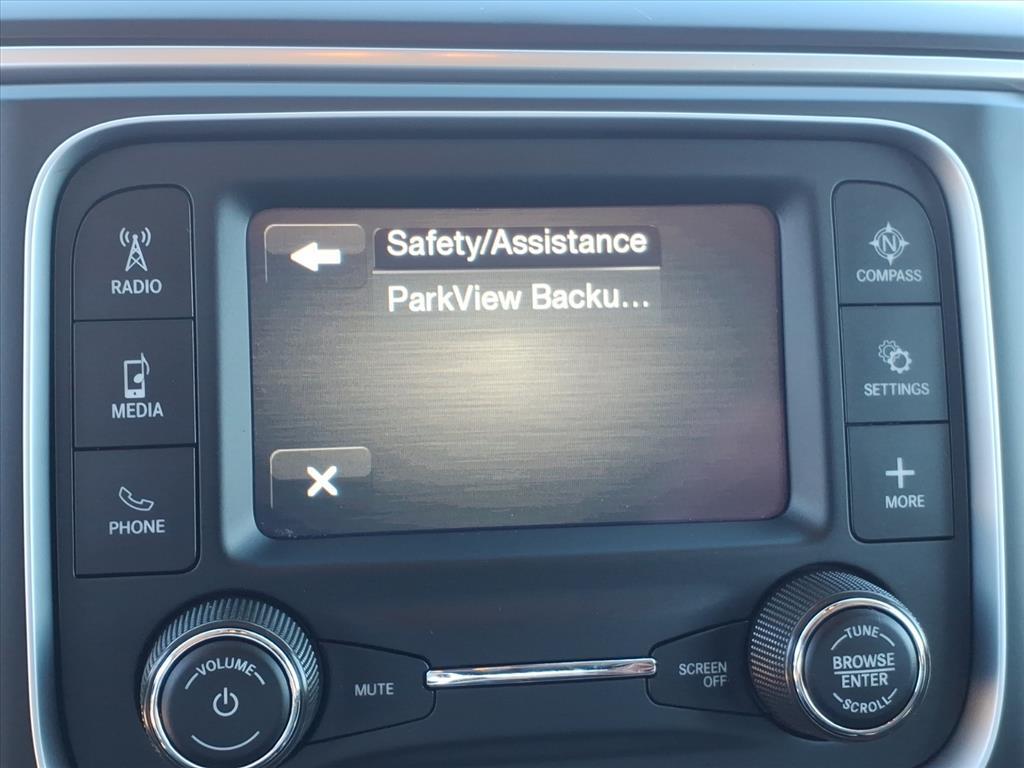 RADIO
MEDIA
PHONE
Safety/Assistance
ParkView Backu...
N
COMPASS
SETTINGS
MORE
VOLUME
MUTE
SCREEN
OFF
TUNE
BROWSE
ENTER
SCROLL